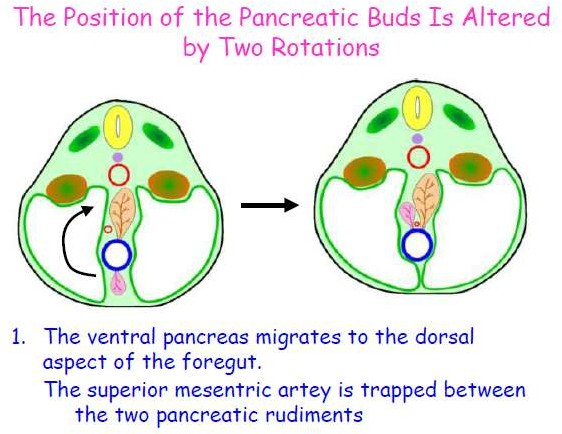 The Position of the Pancreatic Buds Is Altered
by Two Rotations
1. The ventral pancreas migrates to the dorsal
aspect of the foregut.
The superior mesentric artey is trapped between
the two pancreatic rudiments